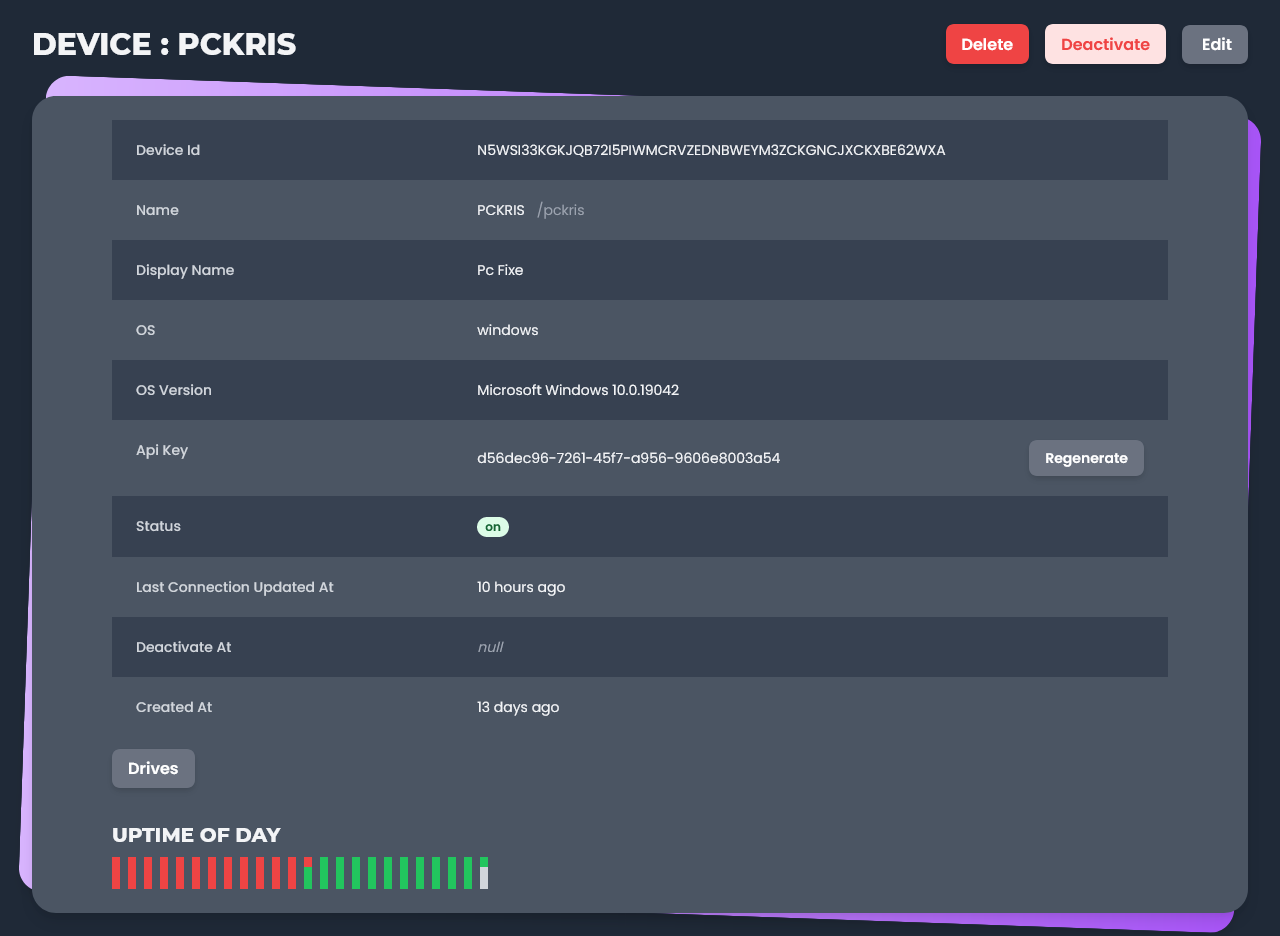 DEVICE : PCKRIS
Delete Deactivate Edit
Device Id N5WSI33KGKJQB72I5PIWMCRVZEDNBWEYM3ZCKGNCJXCKXBE62WXA
Name PCKRIS /pckris
Display Name Pc Fixe
OS windows
OS Version Microsoft Windows 10.0.19042
Api Key d56dec96-7261-45f7-a956-9606e8003a54 Regenerate
Status on
Last Connection Updated At 10 hours ago
Deactivate At null
Created At 13 days ago
Drives
UPTIME OF DAY